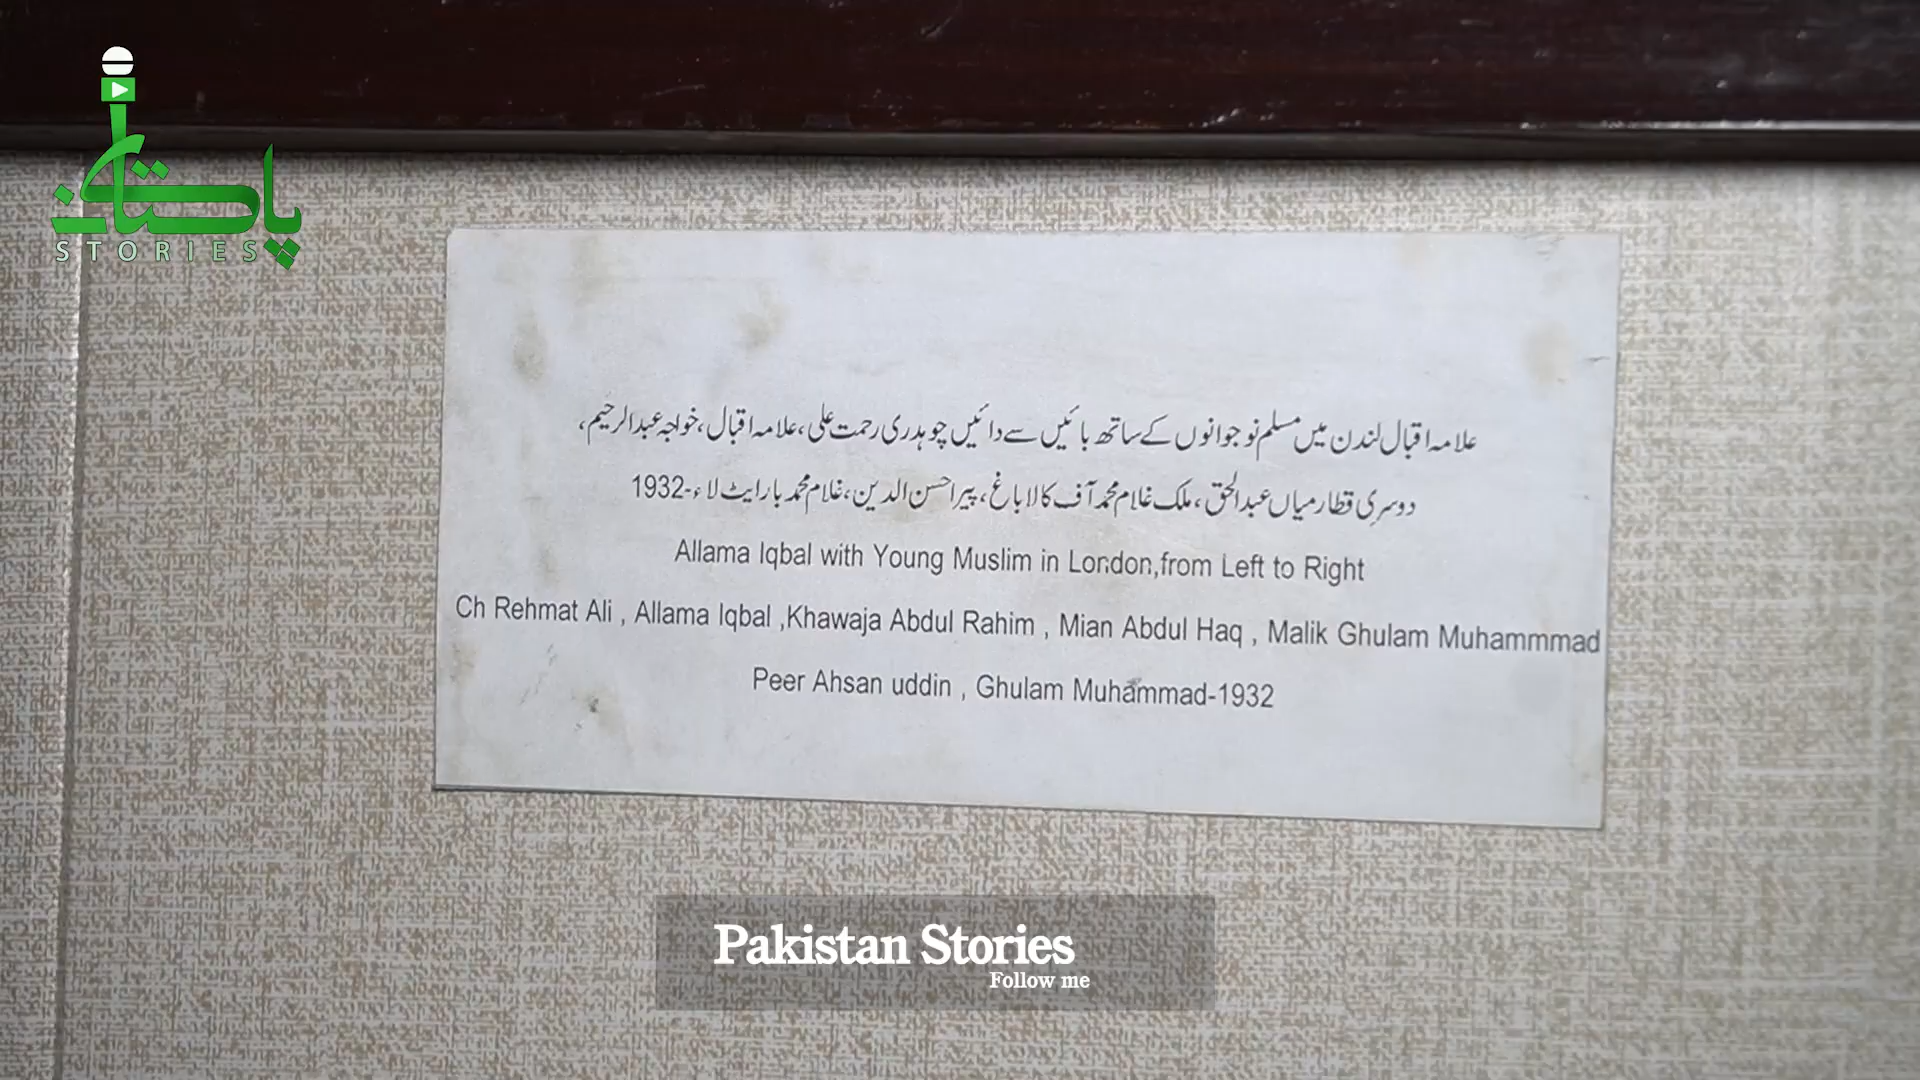 پاکستان
STORIES
علامہ اقبال لندن میں مسلم نوجوانوں کے ساتھ بائیں سے دائیں چوہدری رحمت علی، علامہ اقبال، خواجہ عبدالرحیم،
دوسری قطار میاں عبدالحق، ملک غلام محمد آف کالا باغ، پیر احسن الدین، غلام محمد بار ایٹ لاء-1932
Allama Iqbal with Young Muslim in London,from Left to Right
Ch Rehmat Ali , Allama Iqbal ,Khawaja Abdul Rahim , Mian Abdul Haq , Malik Ghulam Muhammmad
Peer Ahsan uddin , Ghulam Muhammad-1932
Pakistan Stories
Follow me